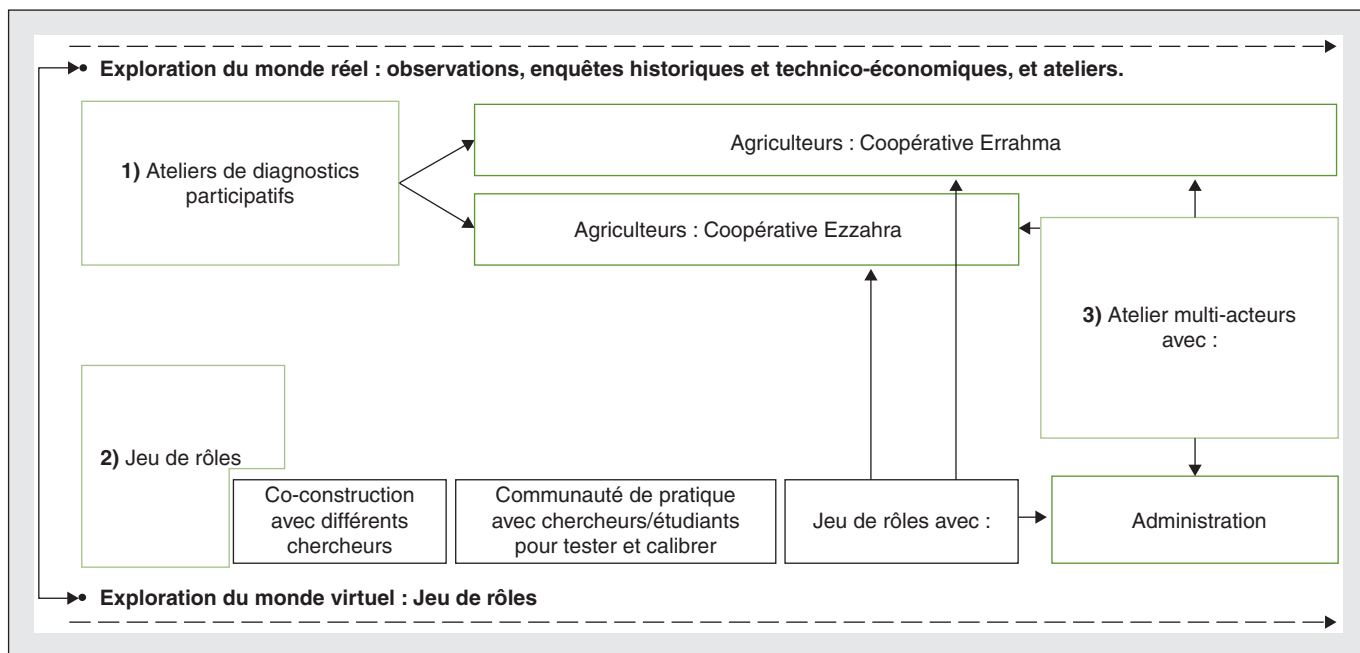 Exploration du monde réel : observations, enquêtes historiques et technico-économiques, et ateliers.
1) Ateliers de diagnostics
participatifs
Agriculteurs : Coopérative Errahma
Agriculteurs : Coopérative Ezzahra
3) Atelier multi-acteurs
avec :
2) Jeu de rôles
Co-construction
avec différents
chercheurs
Communauté de pratique
avec chercheurs/étudiants
pour tester et calibrer
Jeu de rôles avec :
Administration
Exploration du monde virtuel : Jeu de rôles